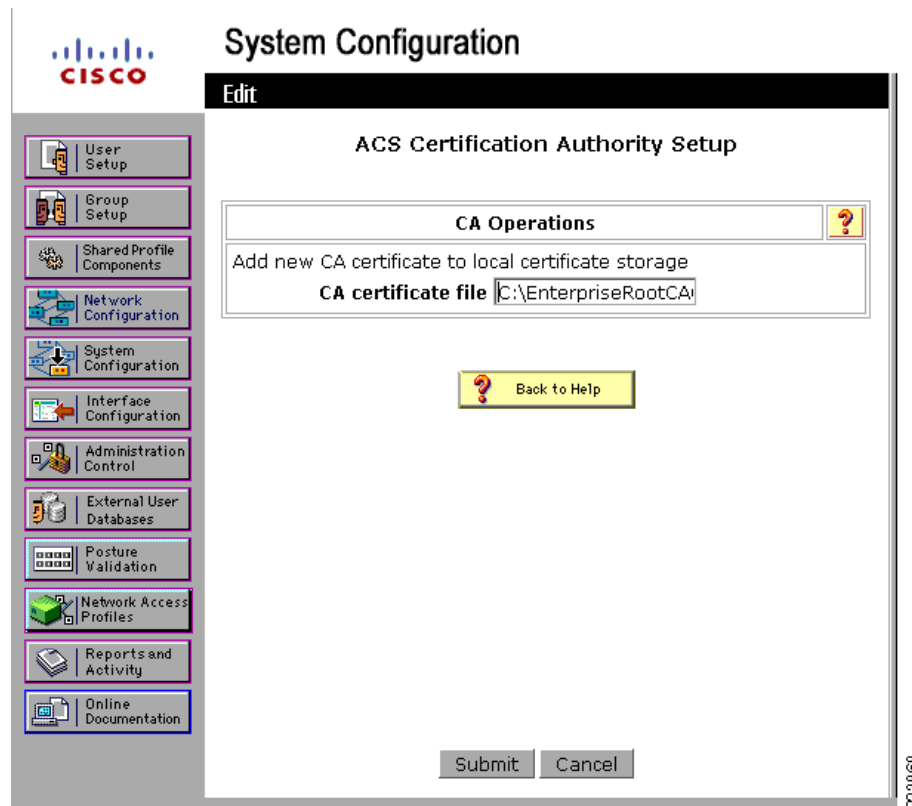 CISCO
System Configuration
Edit
User
Setup
Group
Setup
Shared Profile
Components
Network
Configuration
System
Configuration
Interface
Configuration
Administration
Control
External User
Databases
Posture
Validation
Network Access
Profiles
Reports and
Activity
Online
Documentation
ACS Certification Authority Setup
CA Operations
?
Add new CA certificate to local certificate storage
CA certificate file C:\EnterpriseRootCA
? Back to Help
Submit Cancel